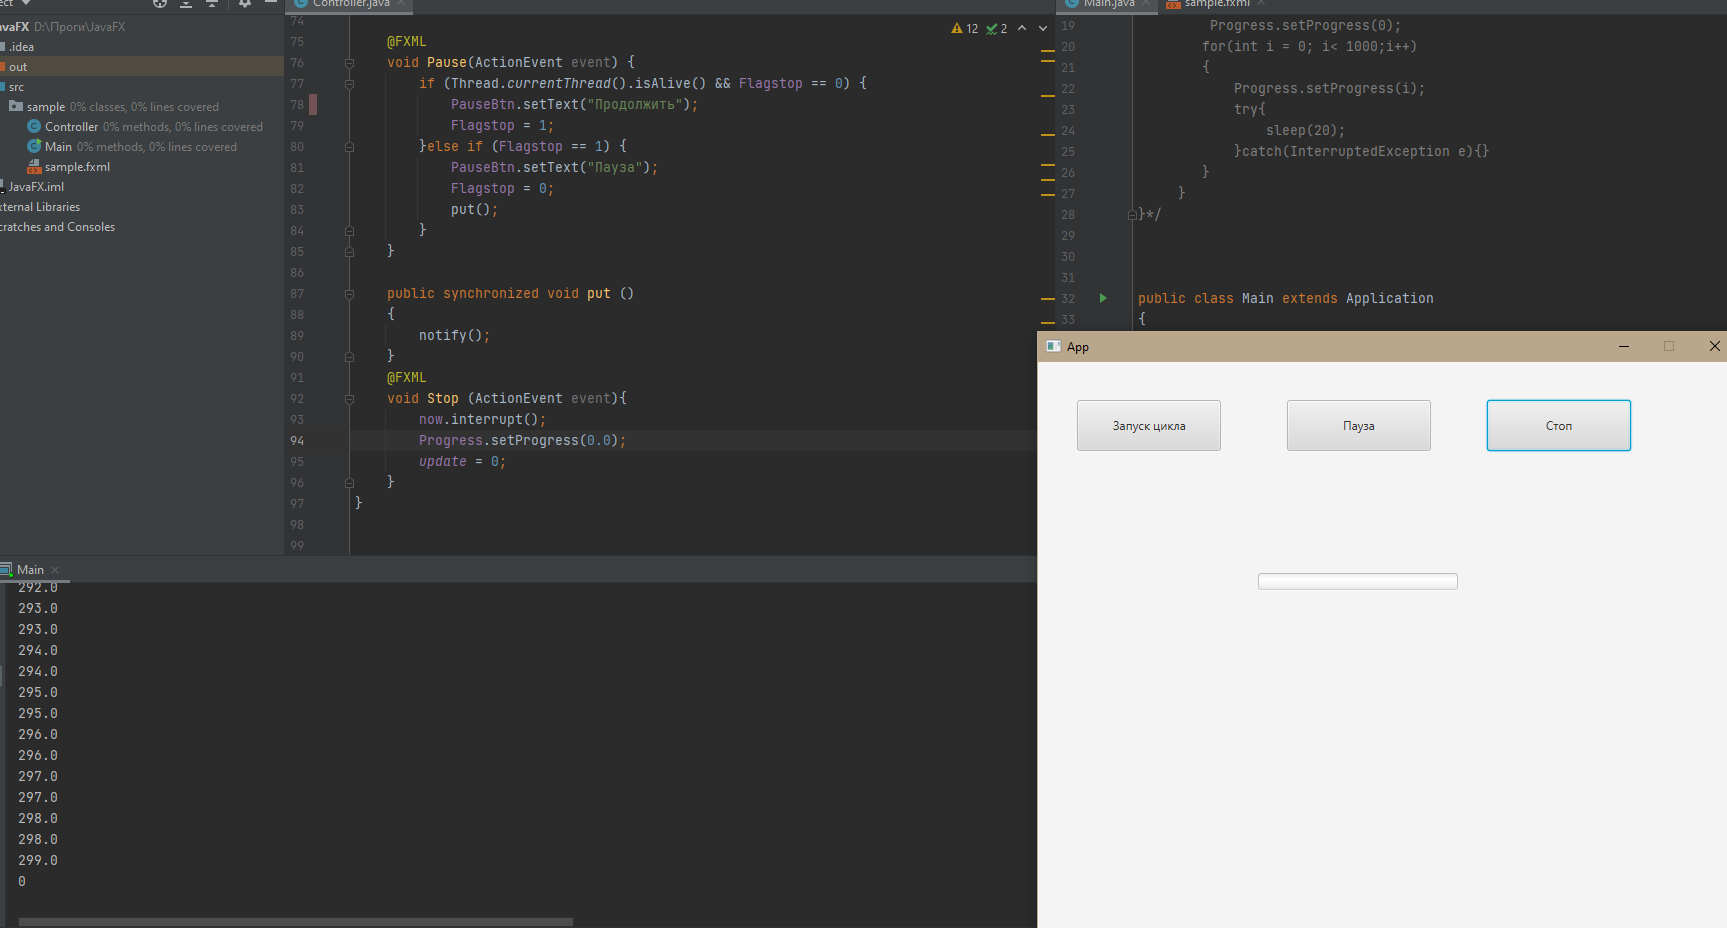 Controller.java
Main.java
sample.fxml
D:\Проги\JavaFX
.idea
out
src
sample 0% classes, 0% lines covered
Controller 0% methods, 0% lines covered
Main 0% methods, 0% lines covered
sample.fxml
JavaFX.iml
Scratches and Consoles
12 2
74
75 @FXML
76 void Pause(ActionEvent event) {
77 if (Thread.currentThread().isAlive() && Flagstop == 0) {
78 PauseBtn.setText("Продолжить");
79 Flagstop = 1;
80 }else if (Flagstop == 1) {
81 PauseBtn.setText("Пауза");
82 Flagstop = 0;
83 put();
84 }
85 }
86
87 public synchronized void put ()
88 {
89 notify();
90 }
91 @FXML
92 void Stop (ActionEvent event){
93 now.interrupt();
94 Progress.setProgress(0.0);
95 update = 0;
96 }
97 }
98
99
19 Progress.setProgress(0);
20 for(int i = 0; i< 1000;i++)
21 {
22 Progress.setProgress(i);
23 try{
24 sleep(20);
25 }catch(InterruptedException e){}
26 }
27 }
28 }*/
29
30
31
32 public class Main extends Application
33 {
App
Запуск цикла
Пауза
Стоп
Main
292.0
293.0
293.0
294.0
294.0
295.0
295.0
296.0
296.0
297.0
297.0
298.0
298.0
299.0
0